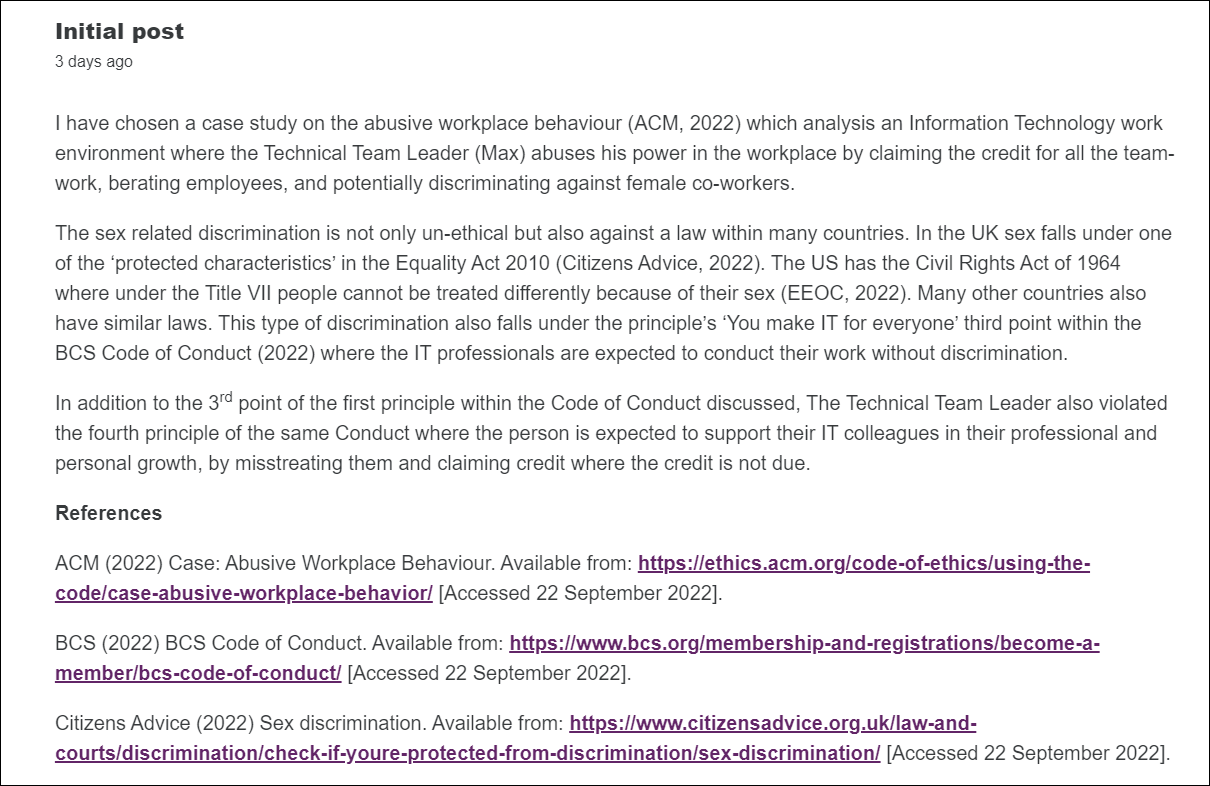 Initial post
3 days ago
I have chosen a case study on the abusive workplace behaviour (ACM, 2022) which analysis an Information Technology work
environment where the Technical Team Leader (Max) abuses his power in the workplace by claiming the credit for all the team-
work, berating employees, and potentially discriminating against female co-workers.
The sex related discrimination is not only un-ethical but also against a law within many countries. In the UK sex falls under one
of the ‘protected characteristics’ in the Equality Act 2010 (Citizens Advice, 2022). The US has the Civil Rights Act of 1964
where under the Title VII people cannot be treated differently because of their sex (EEOC, 2022). Many other countries also
have similar laws. This type of discrimination also falls under the principle’s ‘You make IT for everyone’ third point within the
BCS Code of Conduct (2022) where the IT professionals are expected to conduct their work without discrimination.
In addition to the 3rd point of the first principle within the Code of Conduct discussed, The Technical Team Leader also violated
the fourth principle of the same Conduct where the person is expected to support their IT colleagues in their professional and
personal growth, by misstreating them and claiming credit where the credit is not due.
References
ACM (2022) Case: Abusive Workplace Behaviour. Available from: https://ethics.acm.org/code-of-ethics/using-the-
code/case-abusive-workplace-behavior/ [Accessed 22 September 2022].
BCS (2022) BCS Code of Conduct. Available from: https://www.bcs.org/membership-and-registrations/become-a-
member/bcs-code-of-conduct/ [Accessed 22 September 2022].
Citizens Advice (2022) Sex discrimination. Available from: https://www.citizensadvice.org.uk/law-and-
courts/discrimination/check-if-youre-protected-from-discrimination/sex-discrimination/ [Accessed 22 September 2022].